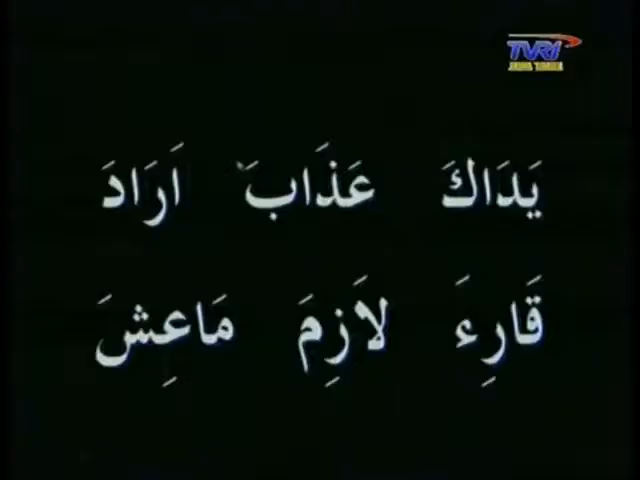 TVRI
JAWA TIMUR
يَدَاكَ عَذَابَ اَرَادَ
قَارِءَ لاَزِمَ مَاعِشَ